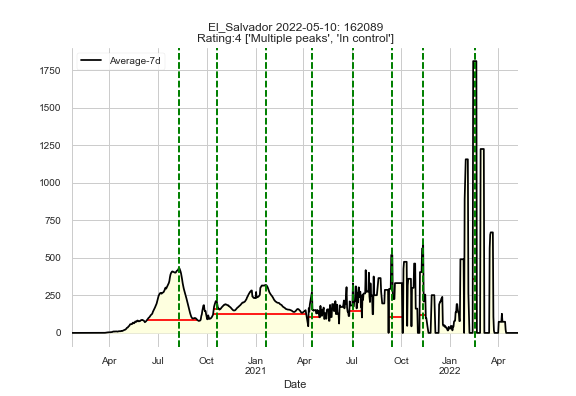 El_Salvador 2022-05-10: 162089
Rating:4 ['Multiple peaks', 'In control']
Average-7d
1750
1500
1250
1000
750
500
250
0
Apr Jul Oct Jan Apr Jul Oct Jan Apr
2021 2022
Date